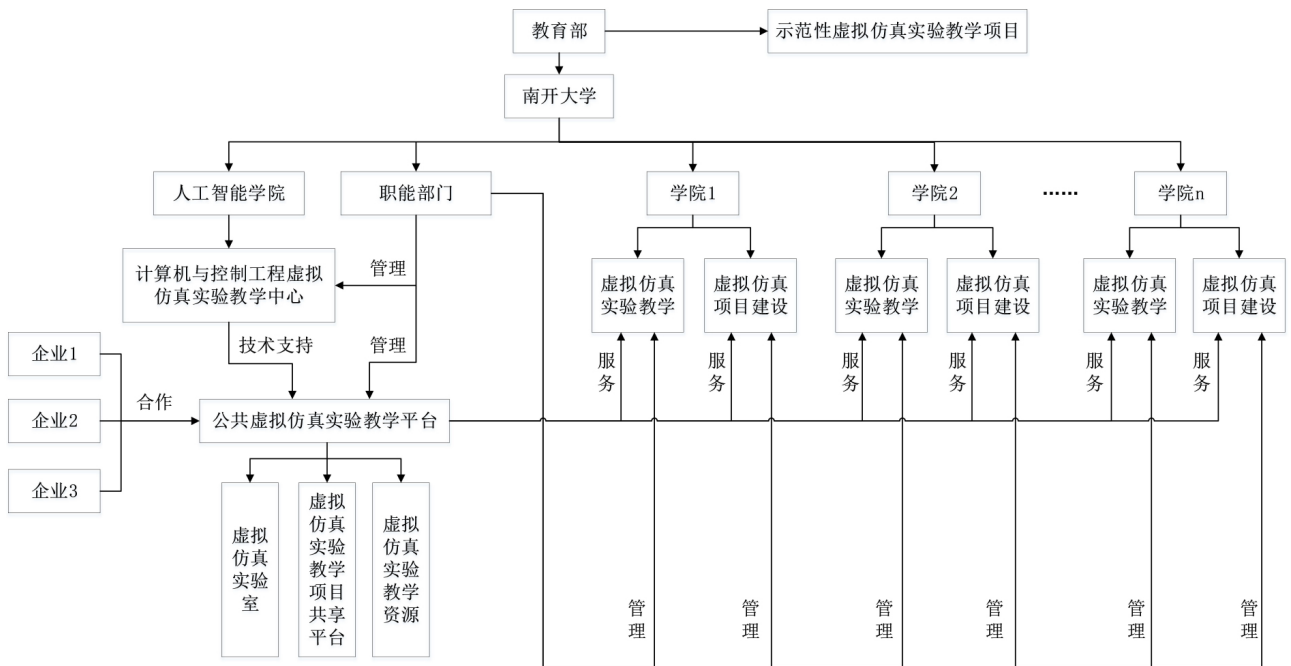 教育部
示范性虚拟仿真实验教学项目
南开大学
人工智能学院
职能部门
学院1
学院2
……
学院n
计算机与控制工程虚拟
仿真实验教学中心
管理
虚拟仿真
实验教学
虚拟仿真
项目建设
虚拟仿真
实验教学
虚拟仿真
项目建设
虚拟仿真
实验教学
虚拟仿真
项目建设
企业1
技术支持
管理
服务
服务
服务
服务
服务
服务
企业2
合作
公共虚拟仿真实验教学平台
企业3
虚拟
仿真
实验
室
虚拟
仿真
实验
教学
项目
共享
平台
虚拟
仿真
实验
教学
资源
管理
管理
管理
管理
管理
管理